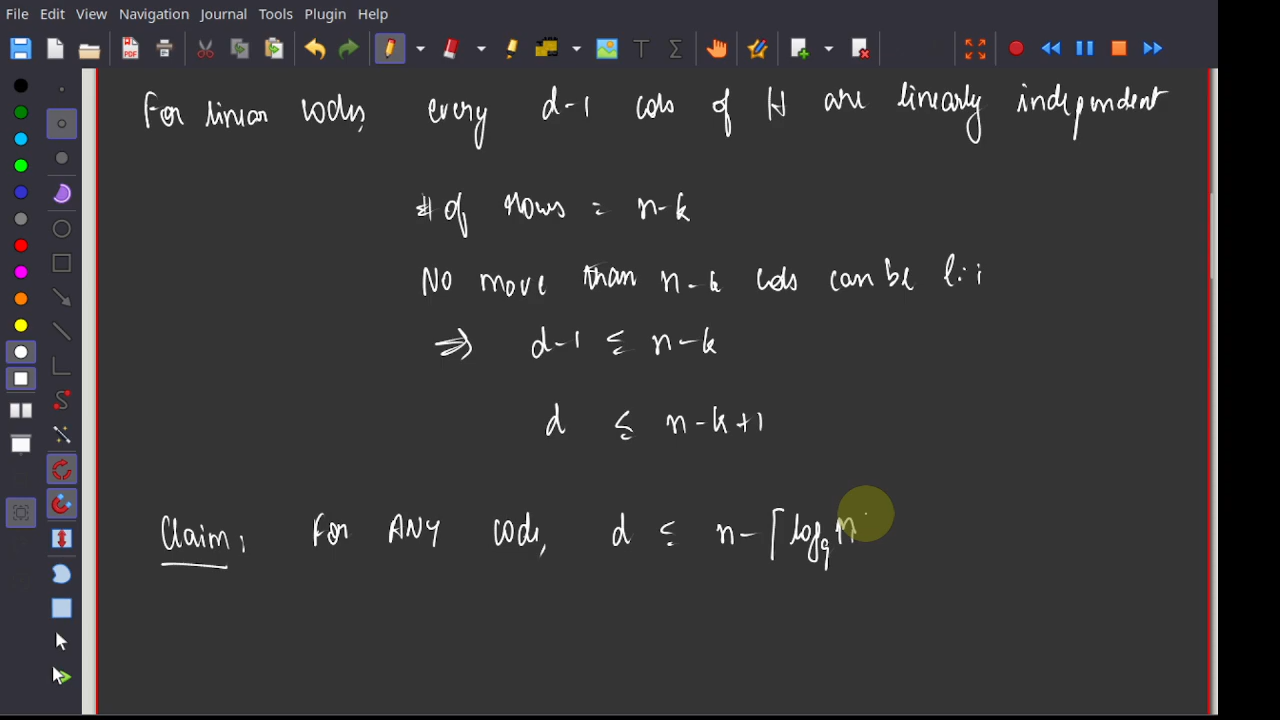 File Edit View Navigation Journal Tools Plugin Help
For linear codes, every d-1 cols of H are linearly independent
# of rows = n-k
No more than n-k cols can be l.i
⇒ d-1 ≤ n-k
d ≤ n-k+1
Claim: For ANY code, d ≤ n-⌈log_q